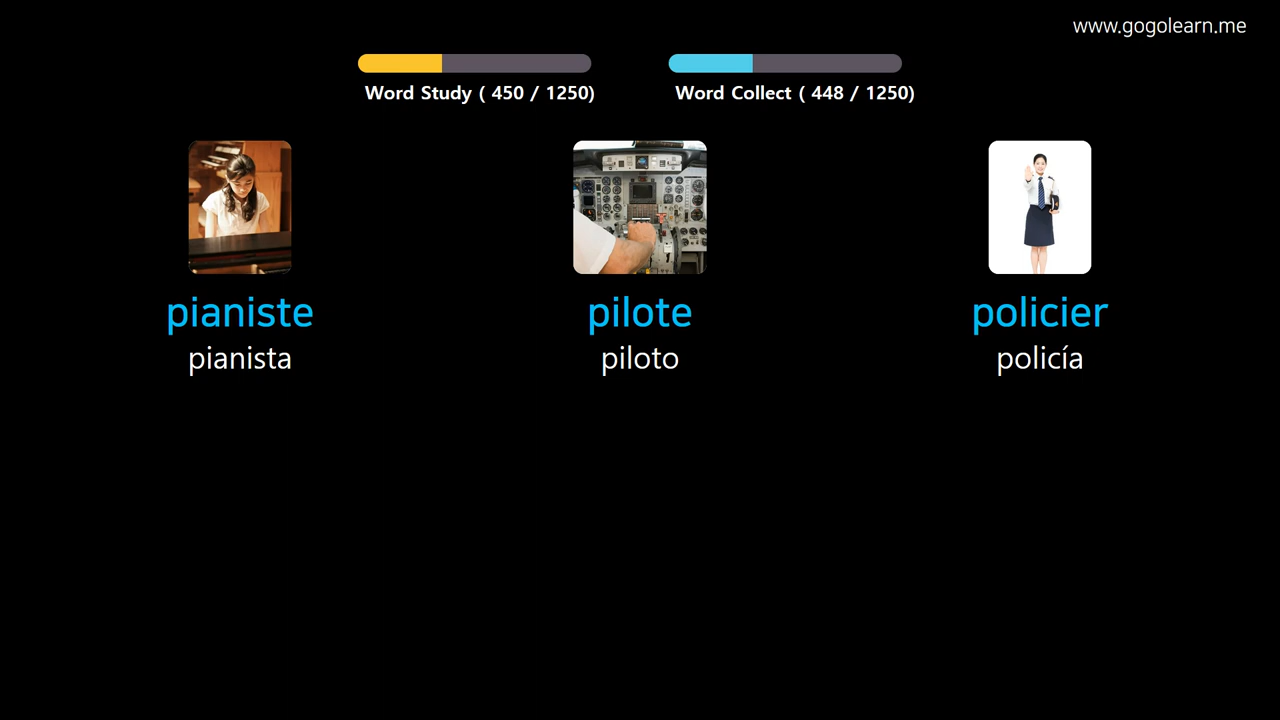 www.gogolearn.me
Word Study ( 450 / 1250)
Word Collect ( 448 / 1250)
pianiste
pianista
pilote
piloto
policier
policía